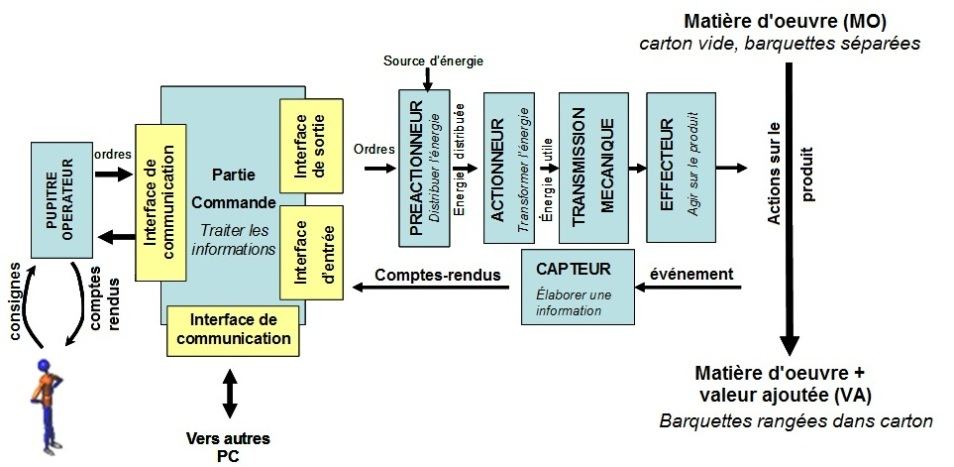 Matière d'oeuvre (MO)
carton vide, barquettes séparées
Source d'énergie
PUPITRE
OPERATEUR
ordres
consignes
comptes
rendus
Interface de
communication
Partie
Commande
Traiter les
informations
Interface
de sortie
Interface
d'entrée
Interface de
communication
Vers autres
PC
Ordres
PREACTIONNEUR
Distribuer l'énergie
Energie distribuée
ACTIONNEUR
Transformer l'énergie
Énergie utile
TRANSMISSION
MECANIQUE
EFFECTEUR
Agir sur le produit
Actions sur le
produit
Comptes-rendus
CAPTEUR
Élaborer une
information
événement
Matière d'oeuvre +
valeur ajoutée (VA)
Barquettes rangées dans carton